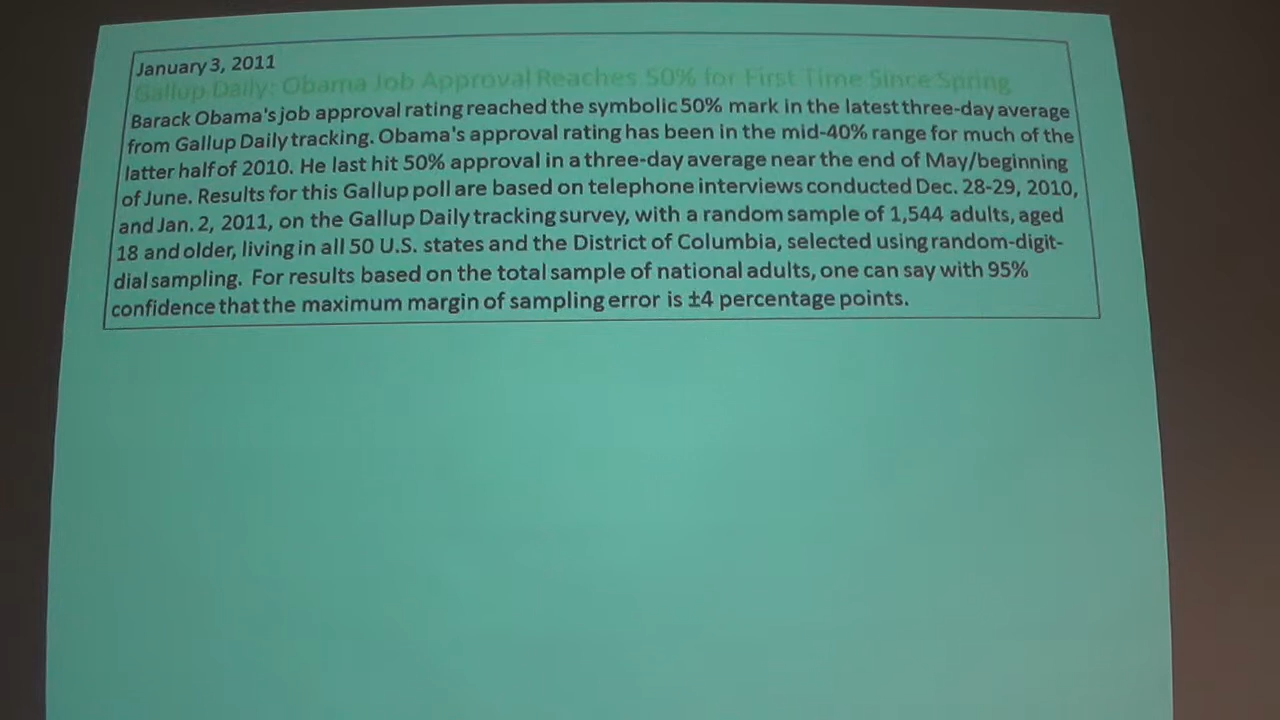 January 3, 2011
Gallup Daily: Obama Job Approval Reaches 50% for First Time Since Spring
Barack Obama's job approval rating reached the symbolic 50% mark in the latest three-day average
from Gallup Daily tracking. Obama's approval rating has been in the mid-40% range for much of the
latter half of 2010. He last hit 50% approval in a three-day average near the end of May/beginning
of June. Results for this Gallup poll are based on telephone interviews conducted Dec. 28-29, 2010,
and Jan. 2, 2011, on the Gallup Daily tracking survey, with a random sample of 1,544 adults, aged
18 and older, living in all 50 U.S. states and the District of Columbia, selected using random-digit-
dial sampling. For results based on the total sample of national adults, one can say with 95%
confidence that the maximum margin of sampling error is ±4 percentage points.